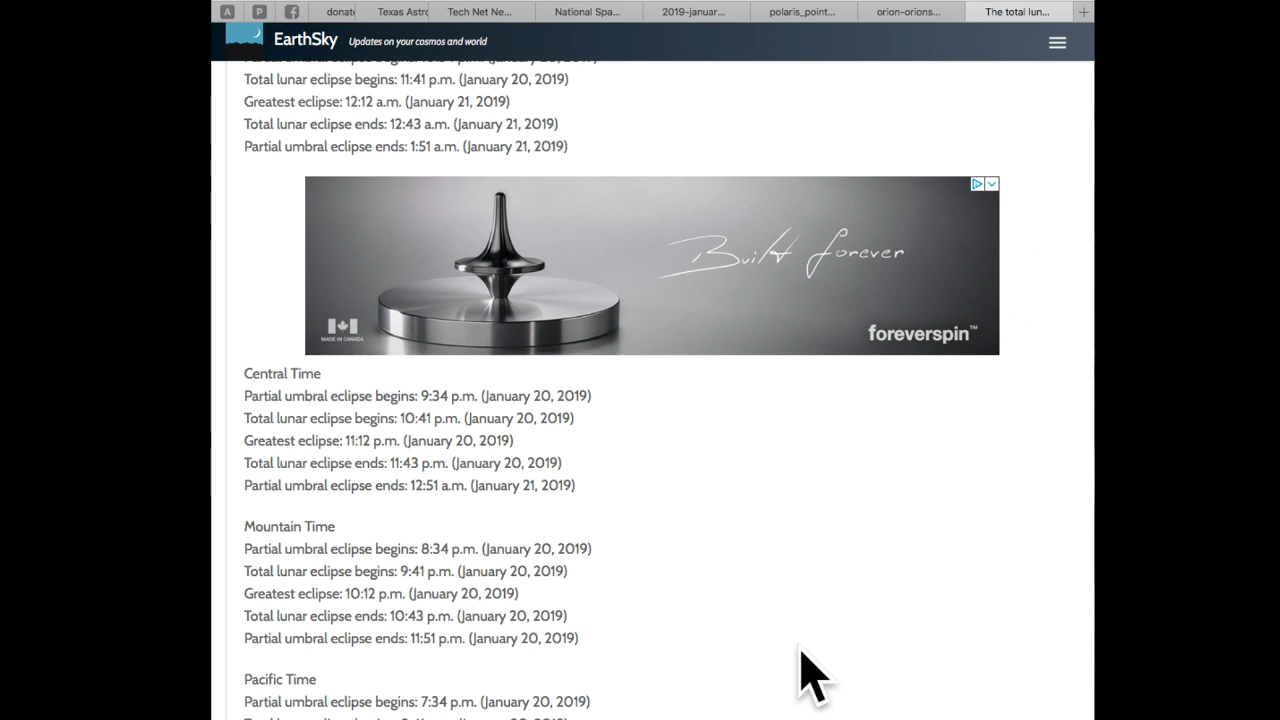 A P donate Texas Astro Tech Net Ne... National Spa... 2019-januar... polaris_point... orion-orions... The total lun... +
EarthSky Updates on your cosmos and world
Total lunar eclipse begins: 11:41 p.m. (January 20, 2019)
Greatest eclipse: 12:12 a.m. (January 21, 2019)
Total lunar eclipse ends: 12:43 a.m. (January 21, 2019)
Partial umbral eclipse ends: 1:51 a.m. (January 21, 2019)
Built forever
MADE IN CANADA
foreverspin™
Central Time
Partial umbral eclipse begins: 9:34 p.m. (January 20, 2019)
Total lunar eclipse begins: 10:41 p.m. (January 20, 2019)
Greatest eclipse: 11:12 p.m. (January 20, 2019)
Total lunar eclipse ends: 11:43 p.m. (January 20, 2019)
Partial umbral eclipse ends: 12:51 a.m. (January 21, 2019)
Mountain Time
Partial umbral eclipse begins: 8:34 p.m. (January 20, 2019)
Total lunar eclipse begins: 9:41 p.m. (January 20, 2019)
Greatest eclipse: 10:12 p.m. (January 20, 2019)
Total lunar eclipse ends: 10:43 p.m. (January 20, 2019)
Partial umbral eclipse ends: 11:51 p.m. (January 20, 2019)
Pacific Time
Partial umbral eclipse begins: 7:34 p.m. (January 20, 2019)